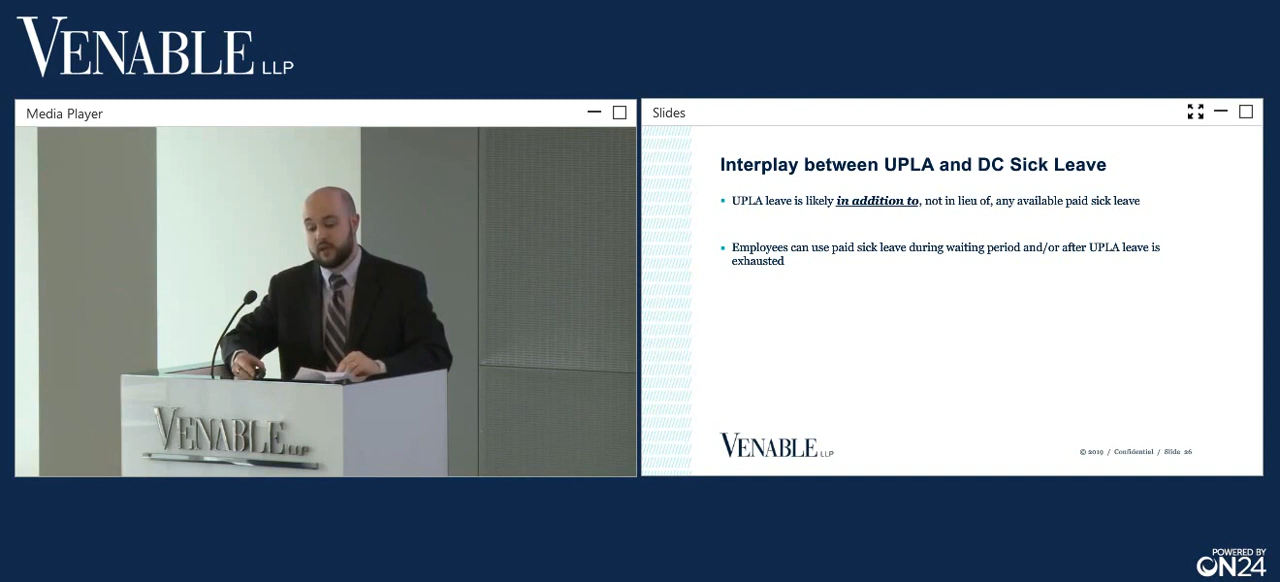 VENABLE LLP
Media Player
Slides
Interplay between UPLA and DC Sick Leave
▪ UPLA leave is likely in addition to, not in lieu of, any available paid sick leave
▪ Employees can use paid sick leave during waiting period and/or after UPLA leave is
exhausted
VENABLE LLP
VENABLE LLP
© 2019 / Confidential / Slide 26
POWERED BY
ON24